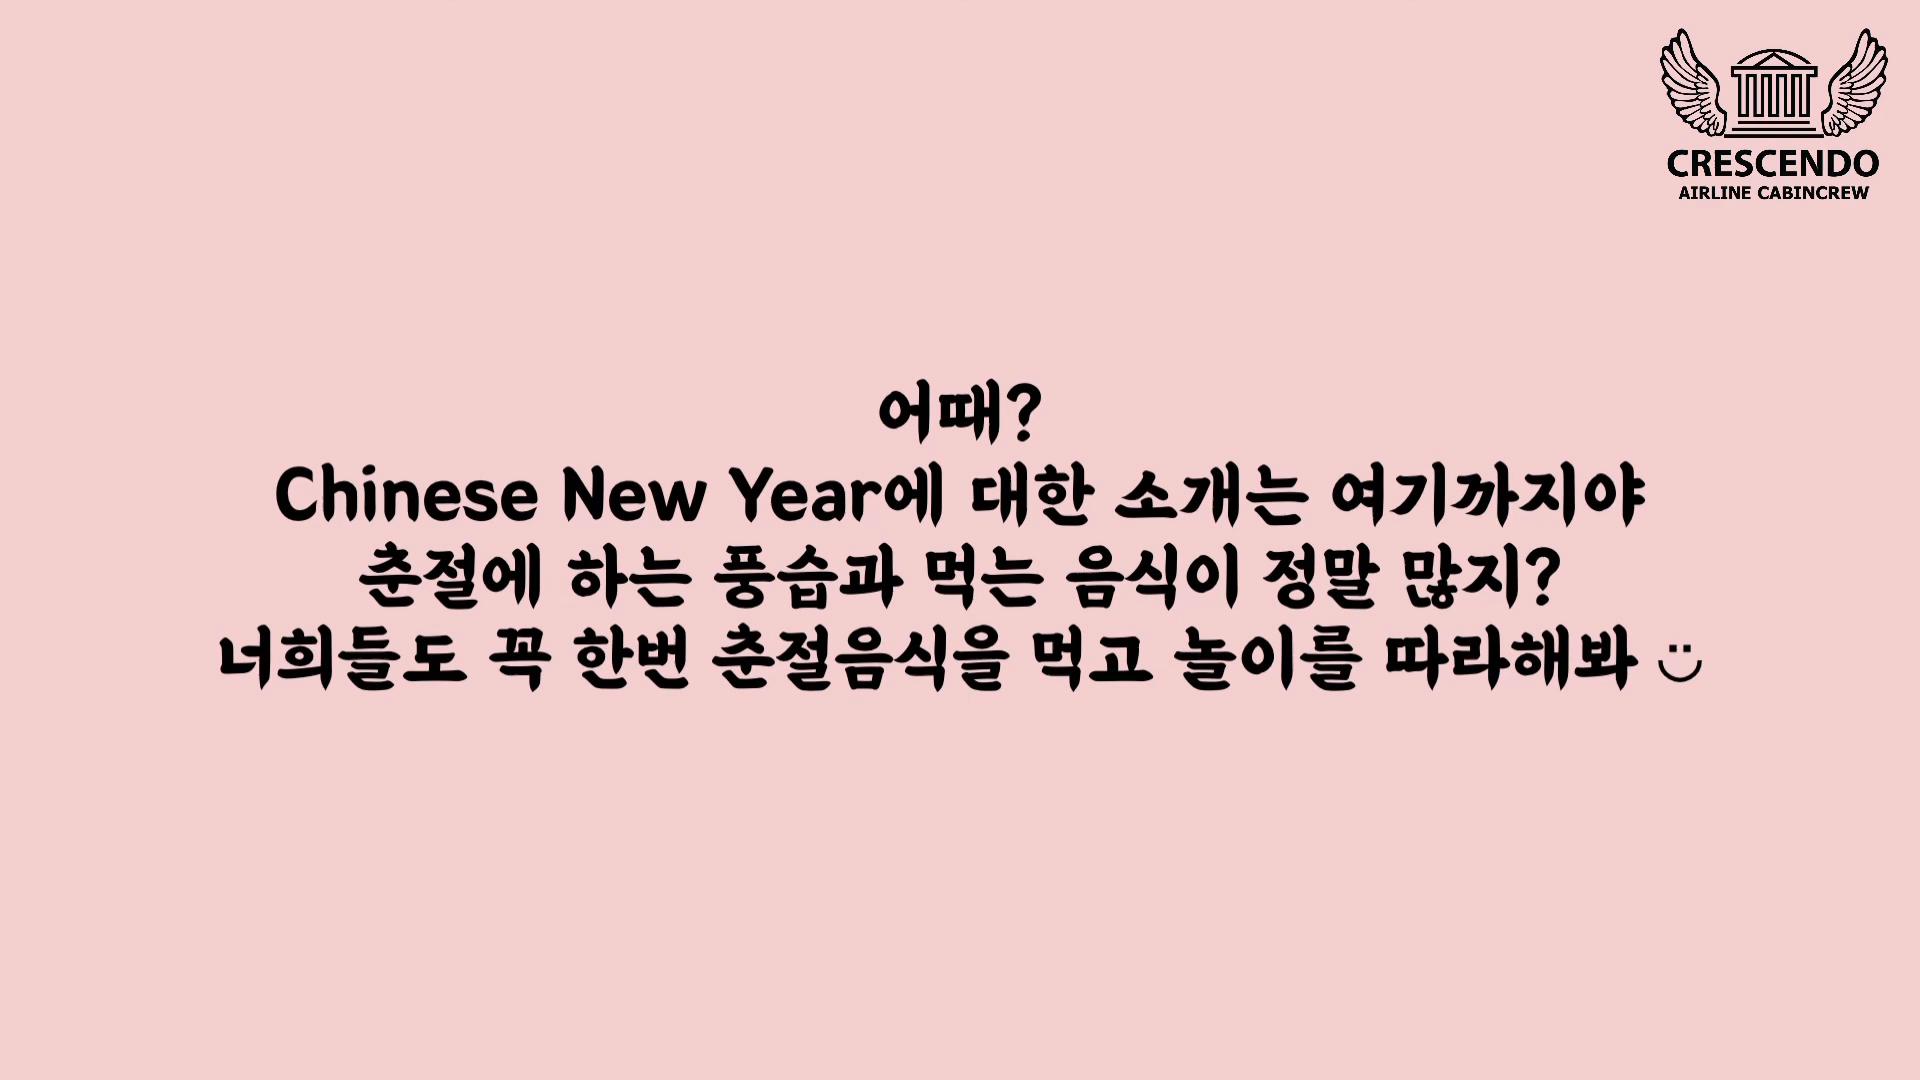 CRESCENDO
AIRLINE CABINCREW
어때?
Chinese New Year에 대한 소개는 여기까지야
춘절에 하는 풍습과 먹는 음식이 정말 많지?
너희들도 꼭 한번 춘절음식을 먹고 놀이를 따라해봐 ü